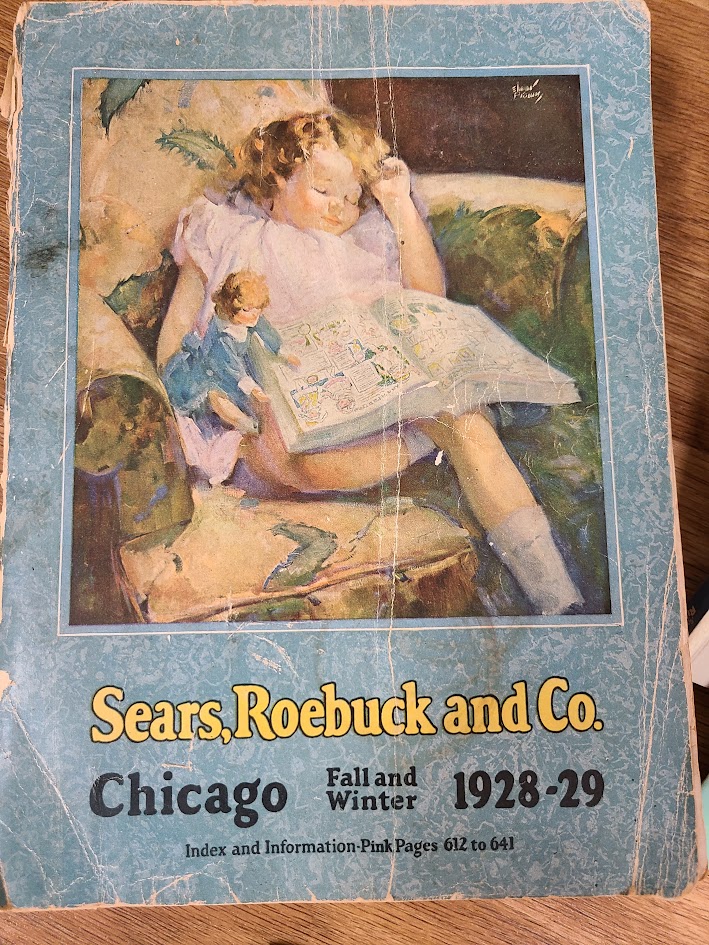 Sears, Roebuck and Co.
Chicago
Fall and
Winter
1928-29
Index and Information-Pink Pages 612 to 641